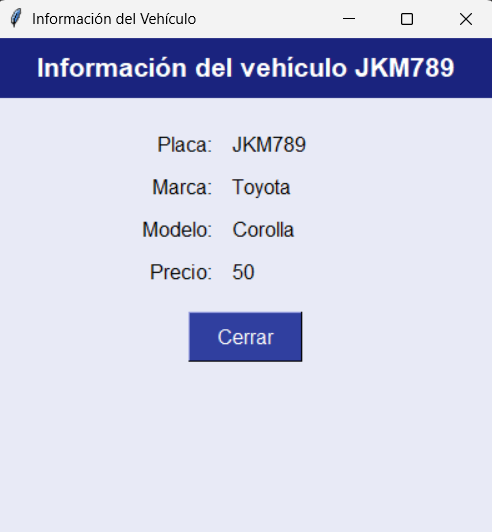 Información del Vehículo
Información del vehículo JKM789
Placa: JKM789
Marca: Toyota
Modelo: Corolla
Precio: 50
Cerrar